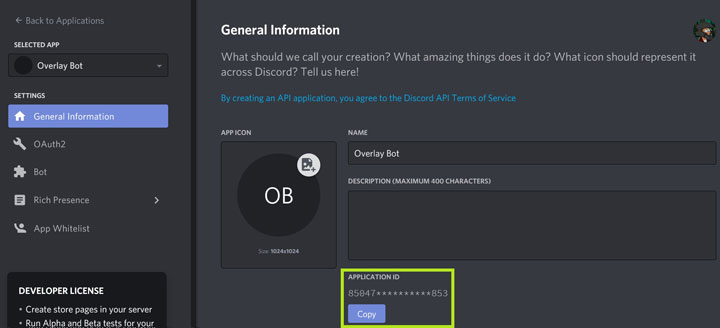 Back to Applications
SELECTED APP
Overlay Bot
SETTINGS
General Information
OAuth2
Bot
Rich Presence
App Whitelist
DEVELOPER LICENSE
• Create store pages in your server
• Run Alpha and Beta tests for your
General Information
What should we call your creation? What amazing things does it do? What icon should represent it
across Discord? Tell us here!
By creating an API application, you agree to the Discord API Terms of Service
APP ICON
OB
Size: 1024x1024
NAME
Overlay Bot
DESCRIPTION (MAXIMUM 400 CHARACTERS)
APPLICATION ID
85047**********853
Copy